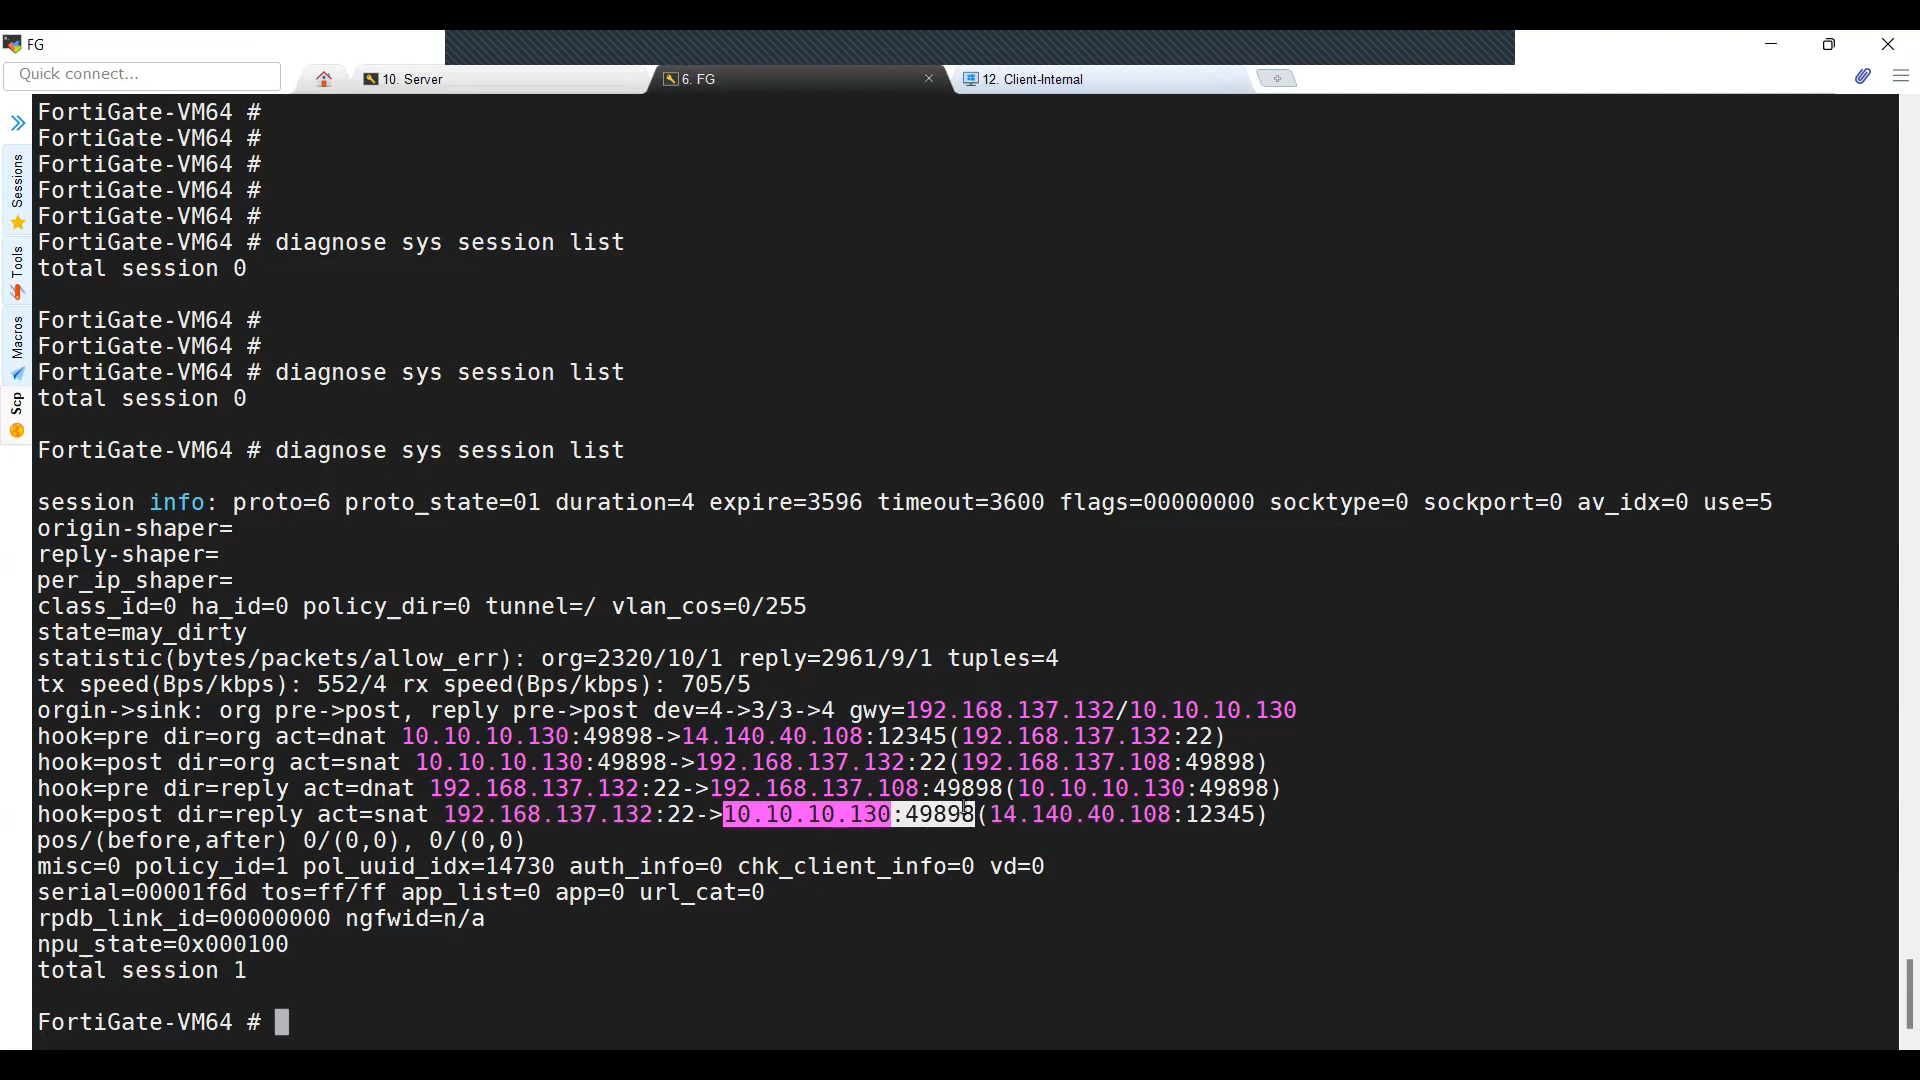 FG
Quick connect...
10. Server
6. FG
12. Client-Internal
Sessions
Tools
Macros
Scp
FortiGate-VM64 #
FortiGate-VM64 #
FortiGate-VM64 #
FortiGate-VM64 #
FortiGate-VM64 #
FortiGate-VM64 # diagnose sys session list
total session 0
FortiGate-VM64 #
FortiGate-VM64 #
FortiGate-VM64 # diagnose sys session list
total session 0
FortiGate-VM64 # diagnose sys session list
session info: proto=6 proto_state=01 duration=4 expire=3596 timeout=3600 flags=00000000 socktype=0 sockport=0 av_idx=0 use=5
origin-shaper=
reply-shaper=
per_ip_shaper=
class_id=0 ha_id=0 policy_dir=0 tunnel=/ vlan_cos=0/255
state=may_dirty
statistic(bytes/packets/allow_err): org=2320/10/1 reply=2961/9/1 tuples=4
tx speed(Bps/kbps): 552/4 rx speed(Bps/kbps): 705/5
orgin->sink: org pre->post, reply pre->post dev=4->3/3->4 gwy=192.168.137.132/10.10.10.130
hook=pre dir=org act=dnat 10.10.10.130:49898->14.140.40.108:12345(192.168.137.132:22)
hook=post dir=org act=snat 10.10.10.130:49898->192.168.137.132:22(192.168.137.108:49898)
hook=pre dir=reply act=dnat 192.168.137.132:22->192.168.137.108:49898(10.10.10.130:49898)
hook=post dir=reply act=snat 192.168.137.132:22->10.10.10.130:49898(14.140.40.108:12345)
pos/(before,after) 0/(0,0), 0/(0,0)
misc=0 policy_id=1 pol_uuid_idx=14730 auth_info=0 chk_client_info=0 vd=0
serial=00001f6d tos=ff/ff app_list=0 app=0 url_cat=0
rpdb_link_id=00000000 ngfwid=n/a
npu_state=0x000100
total session 1
FortiGate-VM64 #